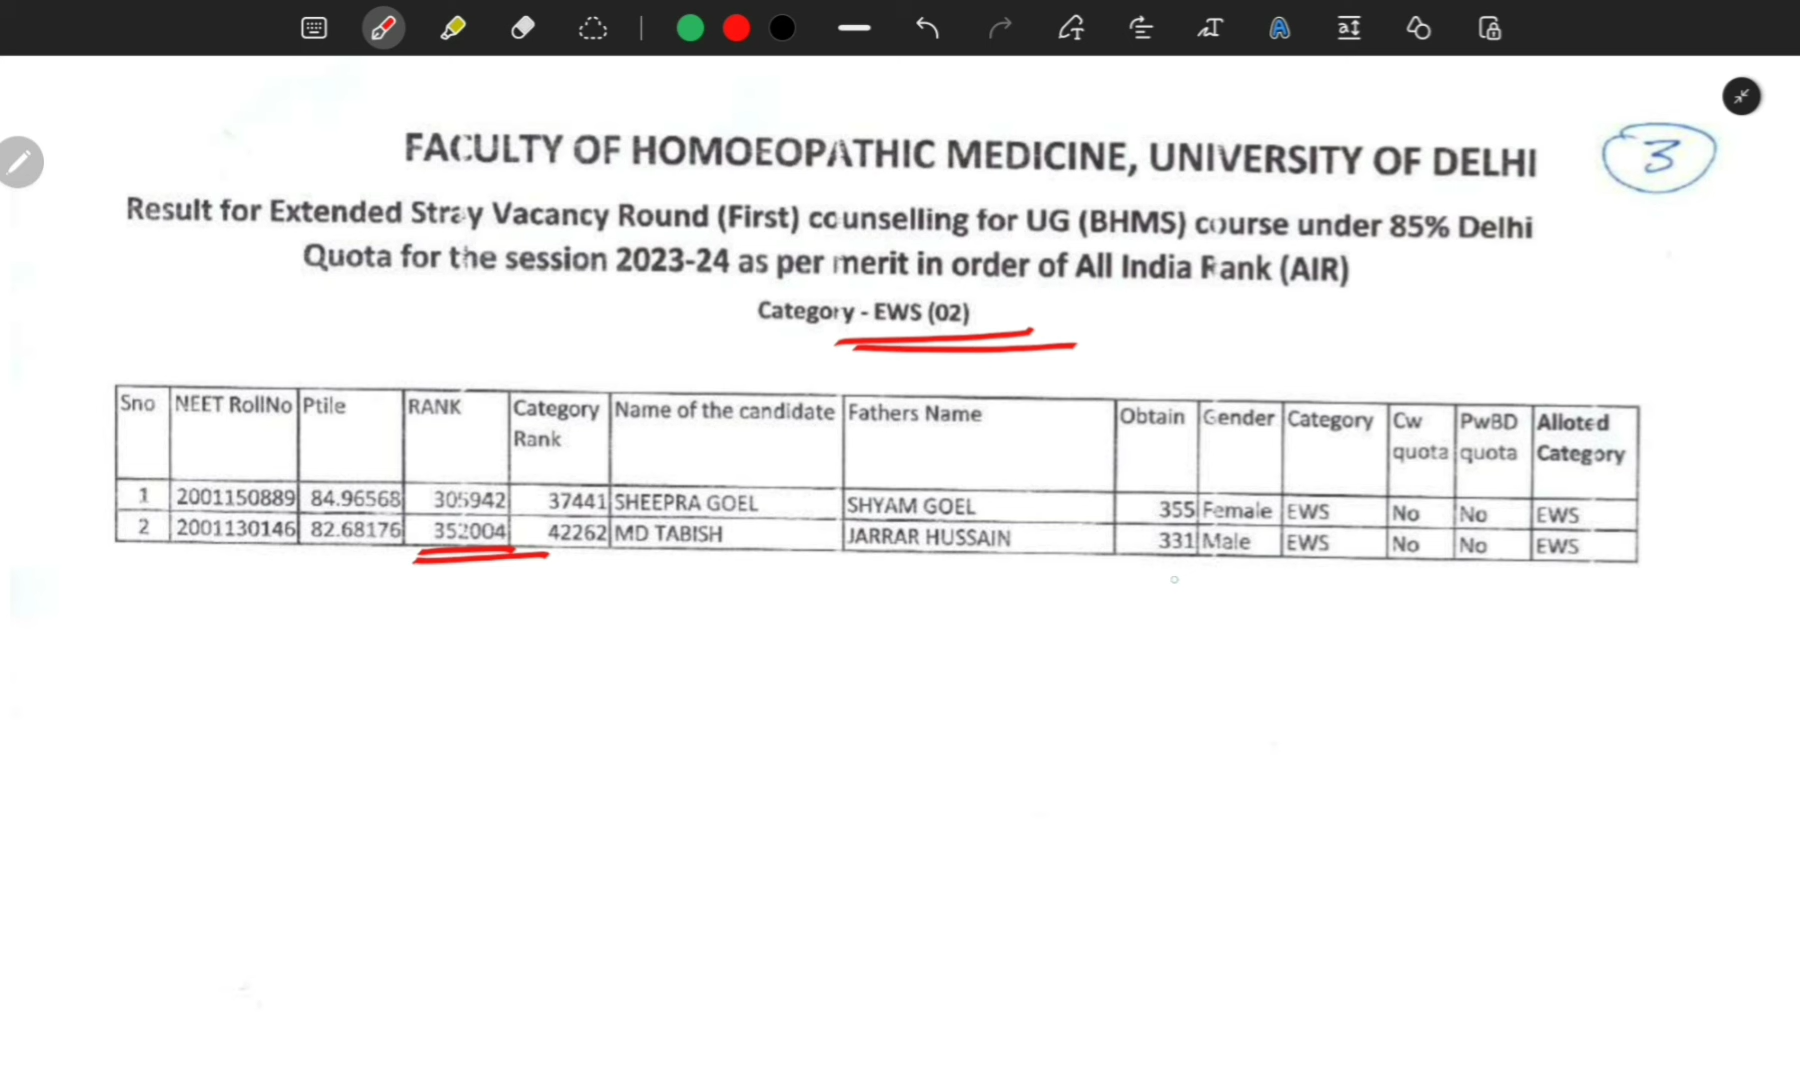 FACULTY OF HOMOEOPATHIC MEDICINE, UNIVERSITY OF DELHI
3
Result for Extended Stray Vacancy Round (First) counselling for UG (BHMS) course under 85% Delhi
Quota for the session 2023-24 as per merit in order of All India Rank (AIR)
Category - EWS (02)
Sno NEET RollNo Ptile RANK Category Rank Name of the candidate Fathers Name Obtain Gender Category Cw quota PwBD quota Alloted Category
1 2001150889 84.96568 305942 37441 SHEEPRA GOEL SHYAM GOEL 355 Female EWS No No EWS
2 2001130146 82.68176 352004 42262 MD TABISH JARRAR HUSSAIN 331 Male EWS No No EWS